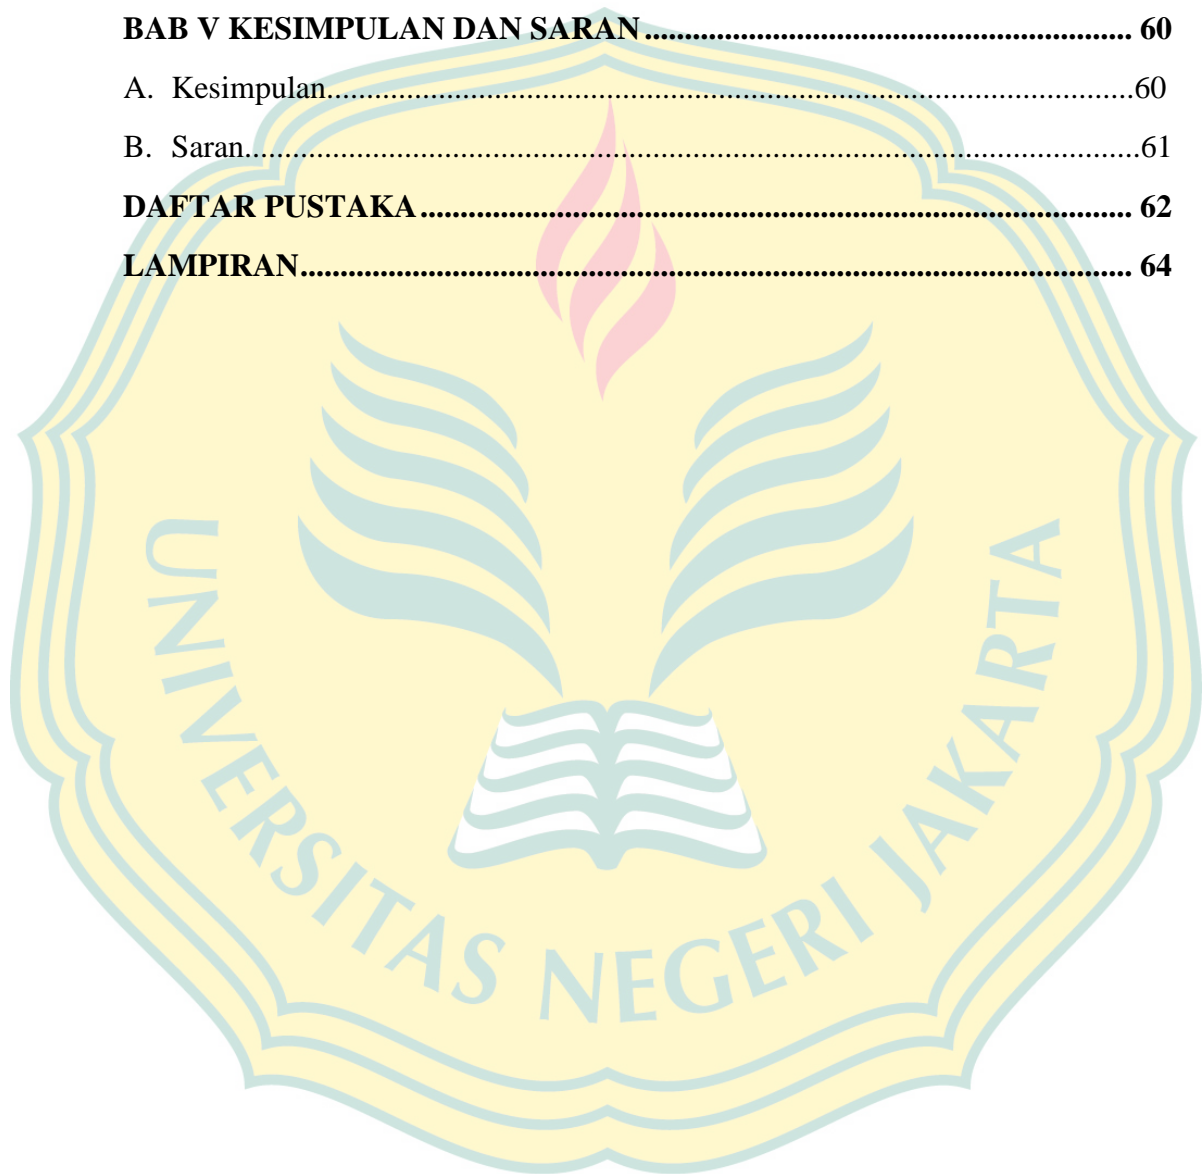 BAB V KESIMPULAN DAN SARAN............................................................. 60
A. Kesimpulan.......................................................................................................60
B. Saran..................................................................................................................61
DAFTAR PUSTAKA......................................................................................... 62
LAMPIRAN........................................................................................................ 64
UNIVERSITAS NEGERI JAKARTA